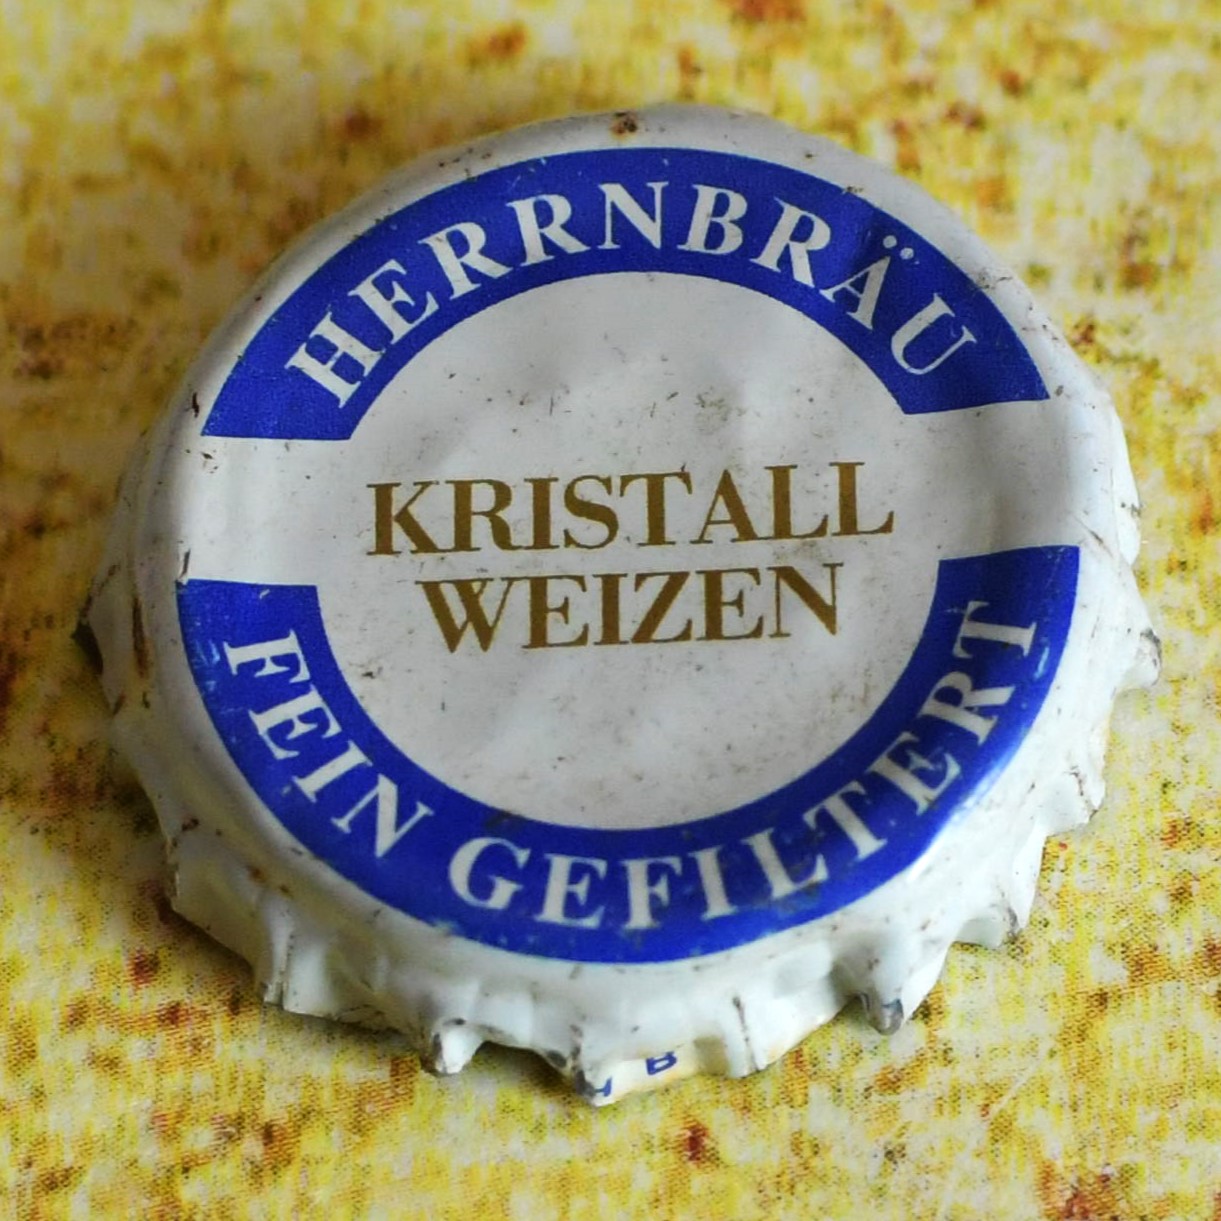 HERRNBRÄU
KRISTALL
WEIZEN
FEIN GEFILTERT